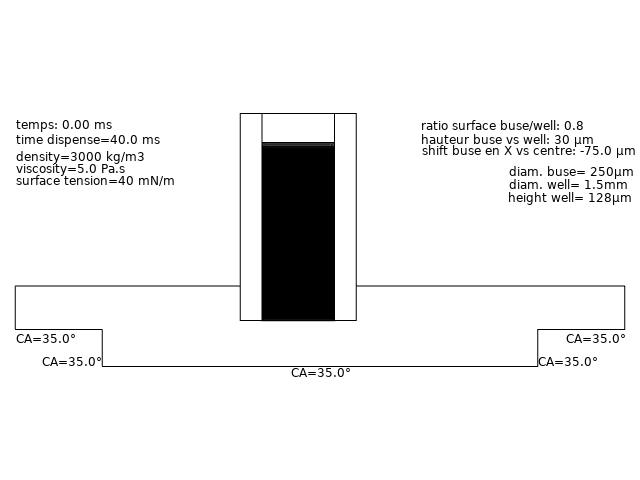 temps: 0.00 ms
time dispense=40.0 ms
density=3000 kg/m3
viscosity=5.0 Pa.s
surface tension=40 mN/m
ratio surface buse/well: 0.8
hauteur buse vs well: 30 µm
shift buse en X vs centre: -75.0 µm
diam. buse= 250µm
diam. well= 1.5mm
height well= 128µm
CA=35.0°
CA=35.0°
CA=35.0°
CA=35.0°
CA=35.0°